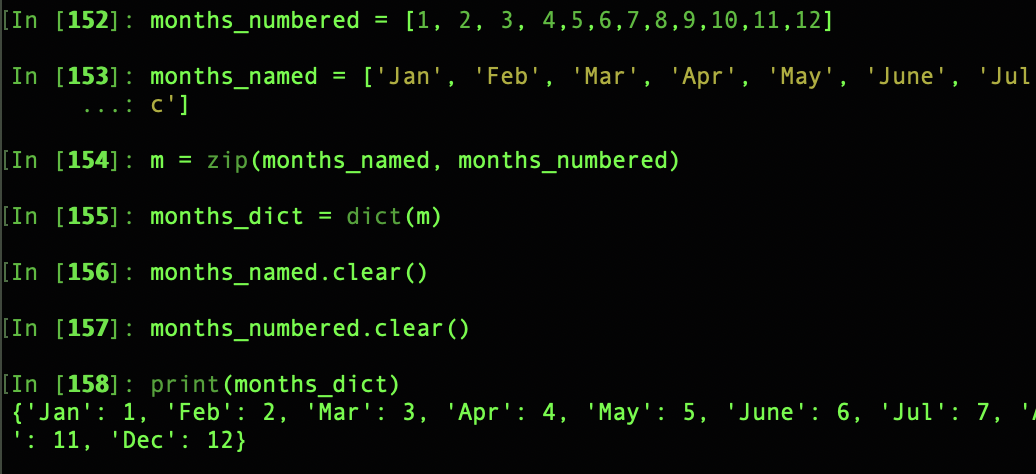 [In [152]: months_numbered = [1, 2, 3, 4,5,6,7,8,9,10,11,12]
In [153]: months_named = ['Jan', 'Feb', 'Mar', 'Apr', 'May', 'June', 'Jul
...: c']
[In [154]: m = zip(months_named, months_numbered)
[In [155]: months_dict = dict(m)
[In [156]: months_named.clear()
[In [157]: months_numbered.clear()
[In [158]: print(months_dict)
{'Jan': 1, 'Feb': 2, 'Mar': 3, 'Apr': 4, 'May': 5, 'June': 6, 'Jul': 7, '
': 11, 'Dec': 12}